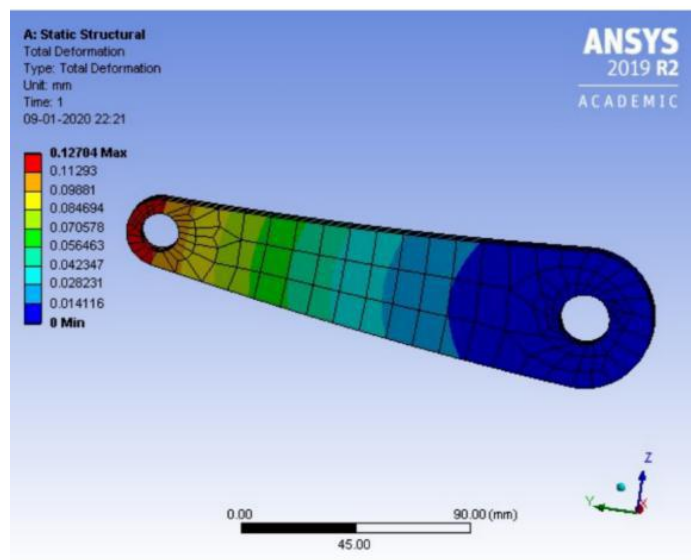 A: Static Structural
Total Deformation
Type: Total Deformation
Unit: mm
Time: 1
09-01-2020 22:21
ANSYS
2019 R2
ACADEMIC
0.12704 Max
0.11293
0.09881
0.084694
0.070578
0.056463
0.042347
0.028231
0.014116
0 Min
Z
Y
X
0.00 90.00 (mm)
45.00